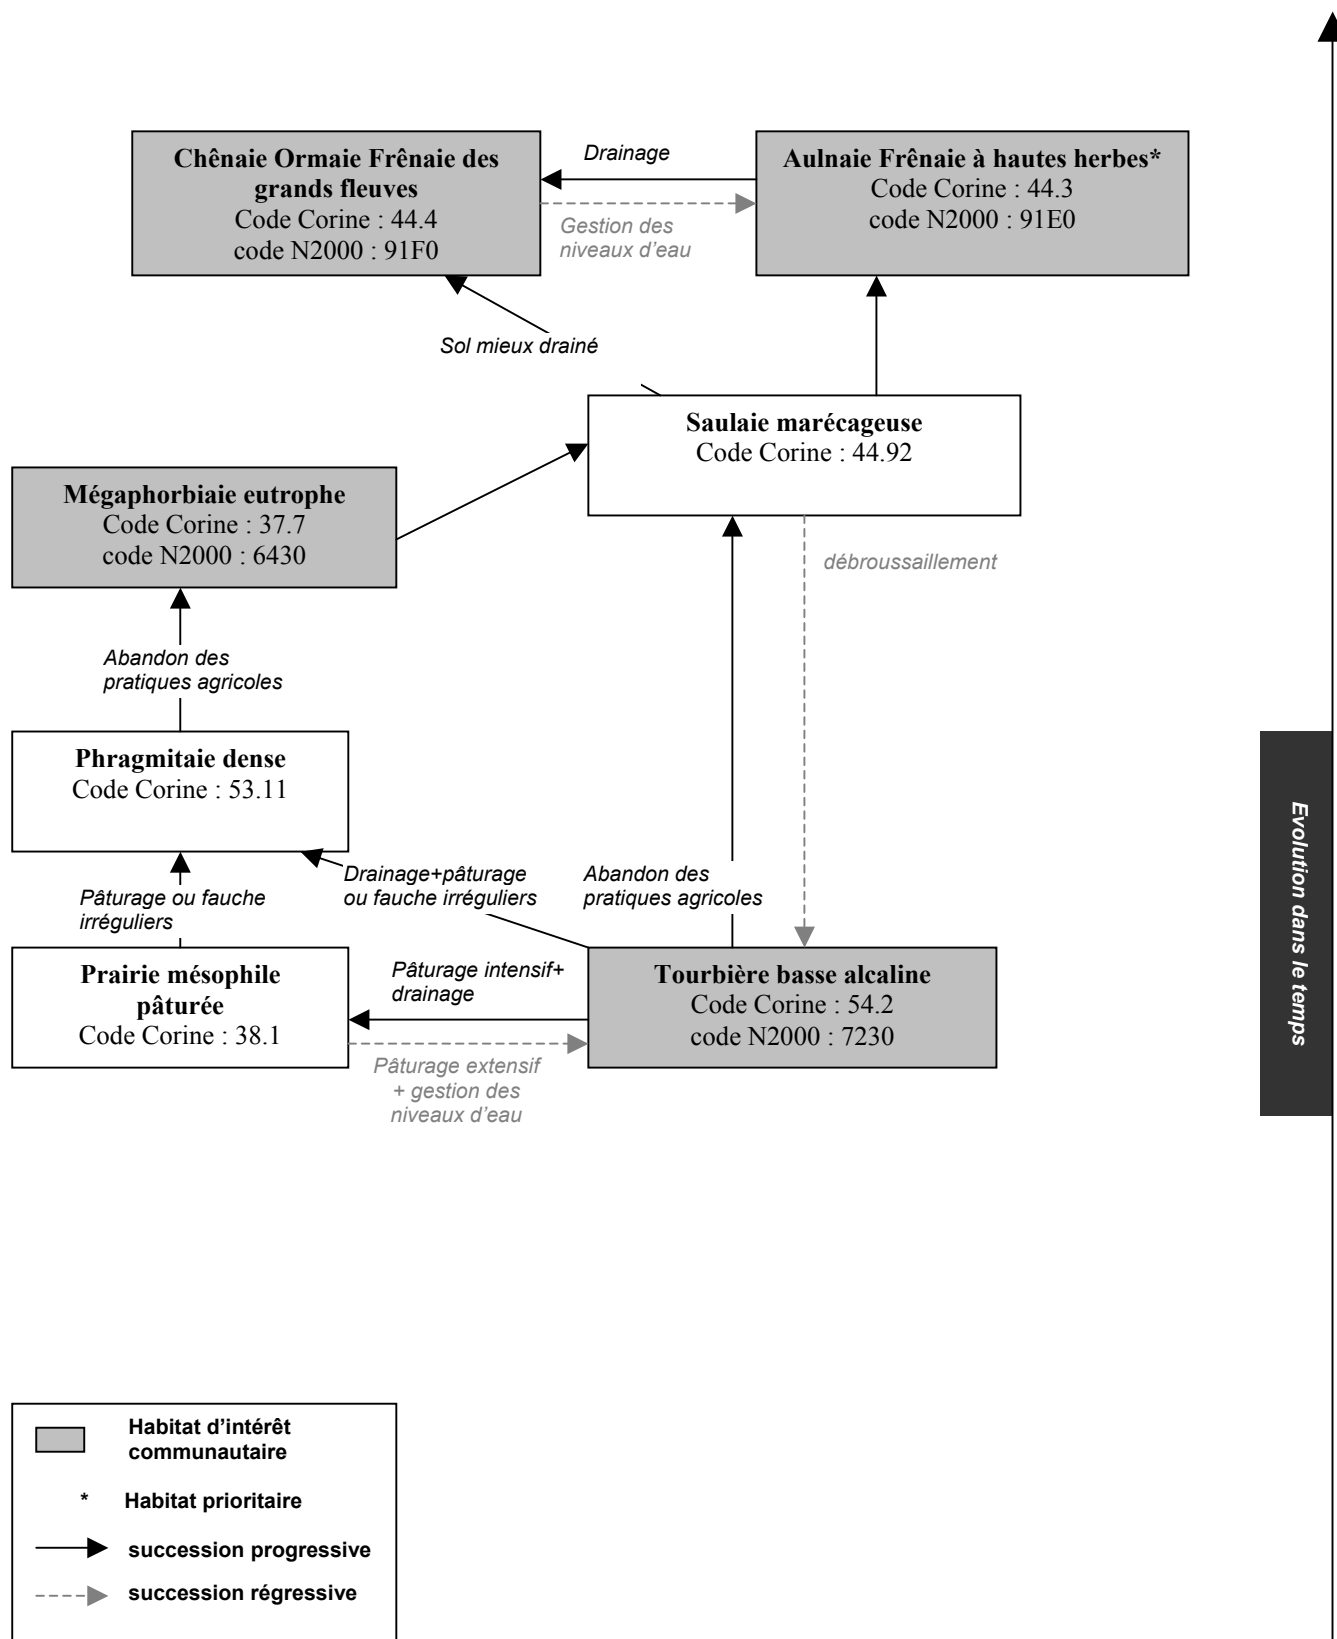 Chênaie Ormaie Frênaie des
grands fleuves
Code Corine : 44.4
code N2000 : 91F0
Drainage
Gestion des
niveaux d’eau
Aulnaie Frênaie à hautes herbes*
Code Corine : 44.3
code N2000 : 91E0
Sol mieux drainé
Saulaie marécageuse
Code Corine : 44.92
Mégaphorbiaie eutrophe
Code Corine : 37.7
code N2000 : 6430
débroussaillement
Abandon des
pratiques agricoles
Phragmitaie dense
Code Corine : 53.11
Pâturage ou fauche
irréguliers
Drainage+pâturage
ou fauche irréguliers
Abandon des
pratiques agricoles
Prairie mésophile
pâturée
Code Corine : 38.1
Pâturage intensif+
drainage
Pâturage extensif
+ gestion des
niveaux d’eau
Tourbière basse alcaline
Code Corine : 54.2
code N2000 : 7230
Evolution dans le temps
Habitat d’intérêt
communautaire
* Habitat prioritaire
succession progressive
succession régressive